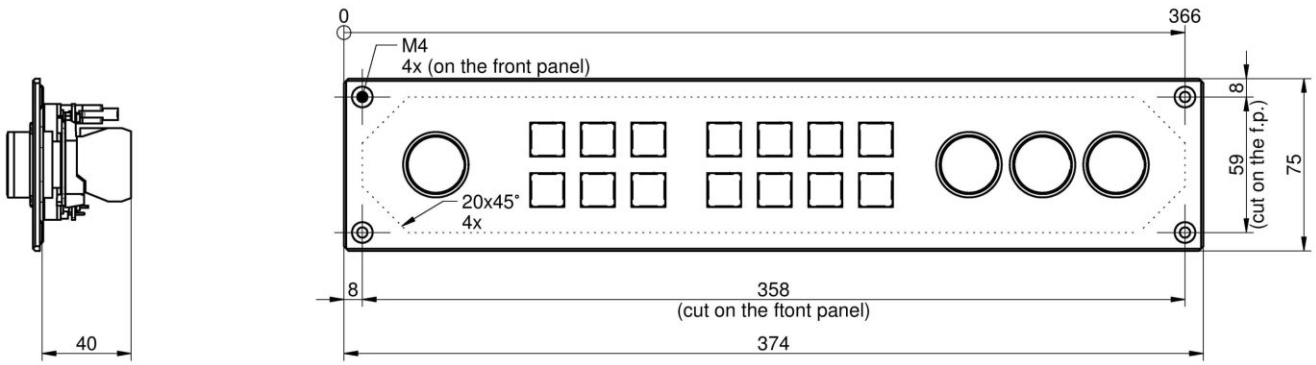 0
366
M4
4x (on the front panel)
8
59
(cut on the f.p.)
75
20x45°
4x
8
358
(cut on the ftont panel)
40
374